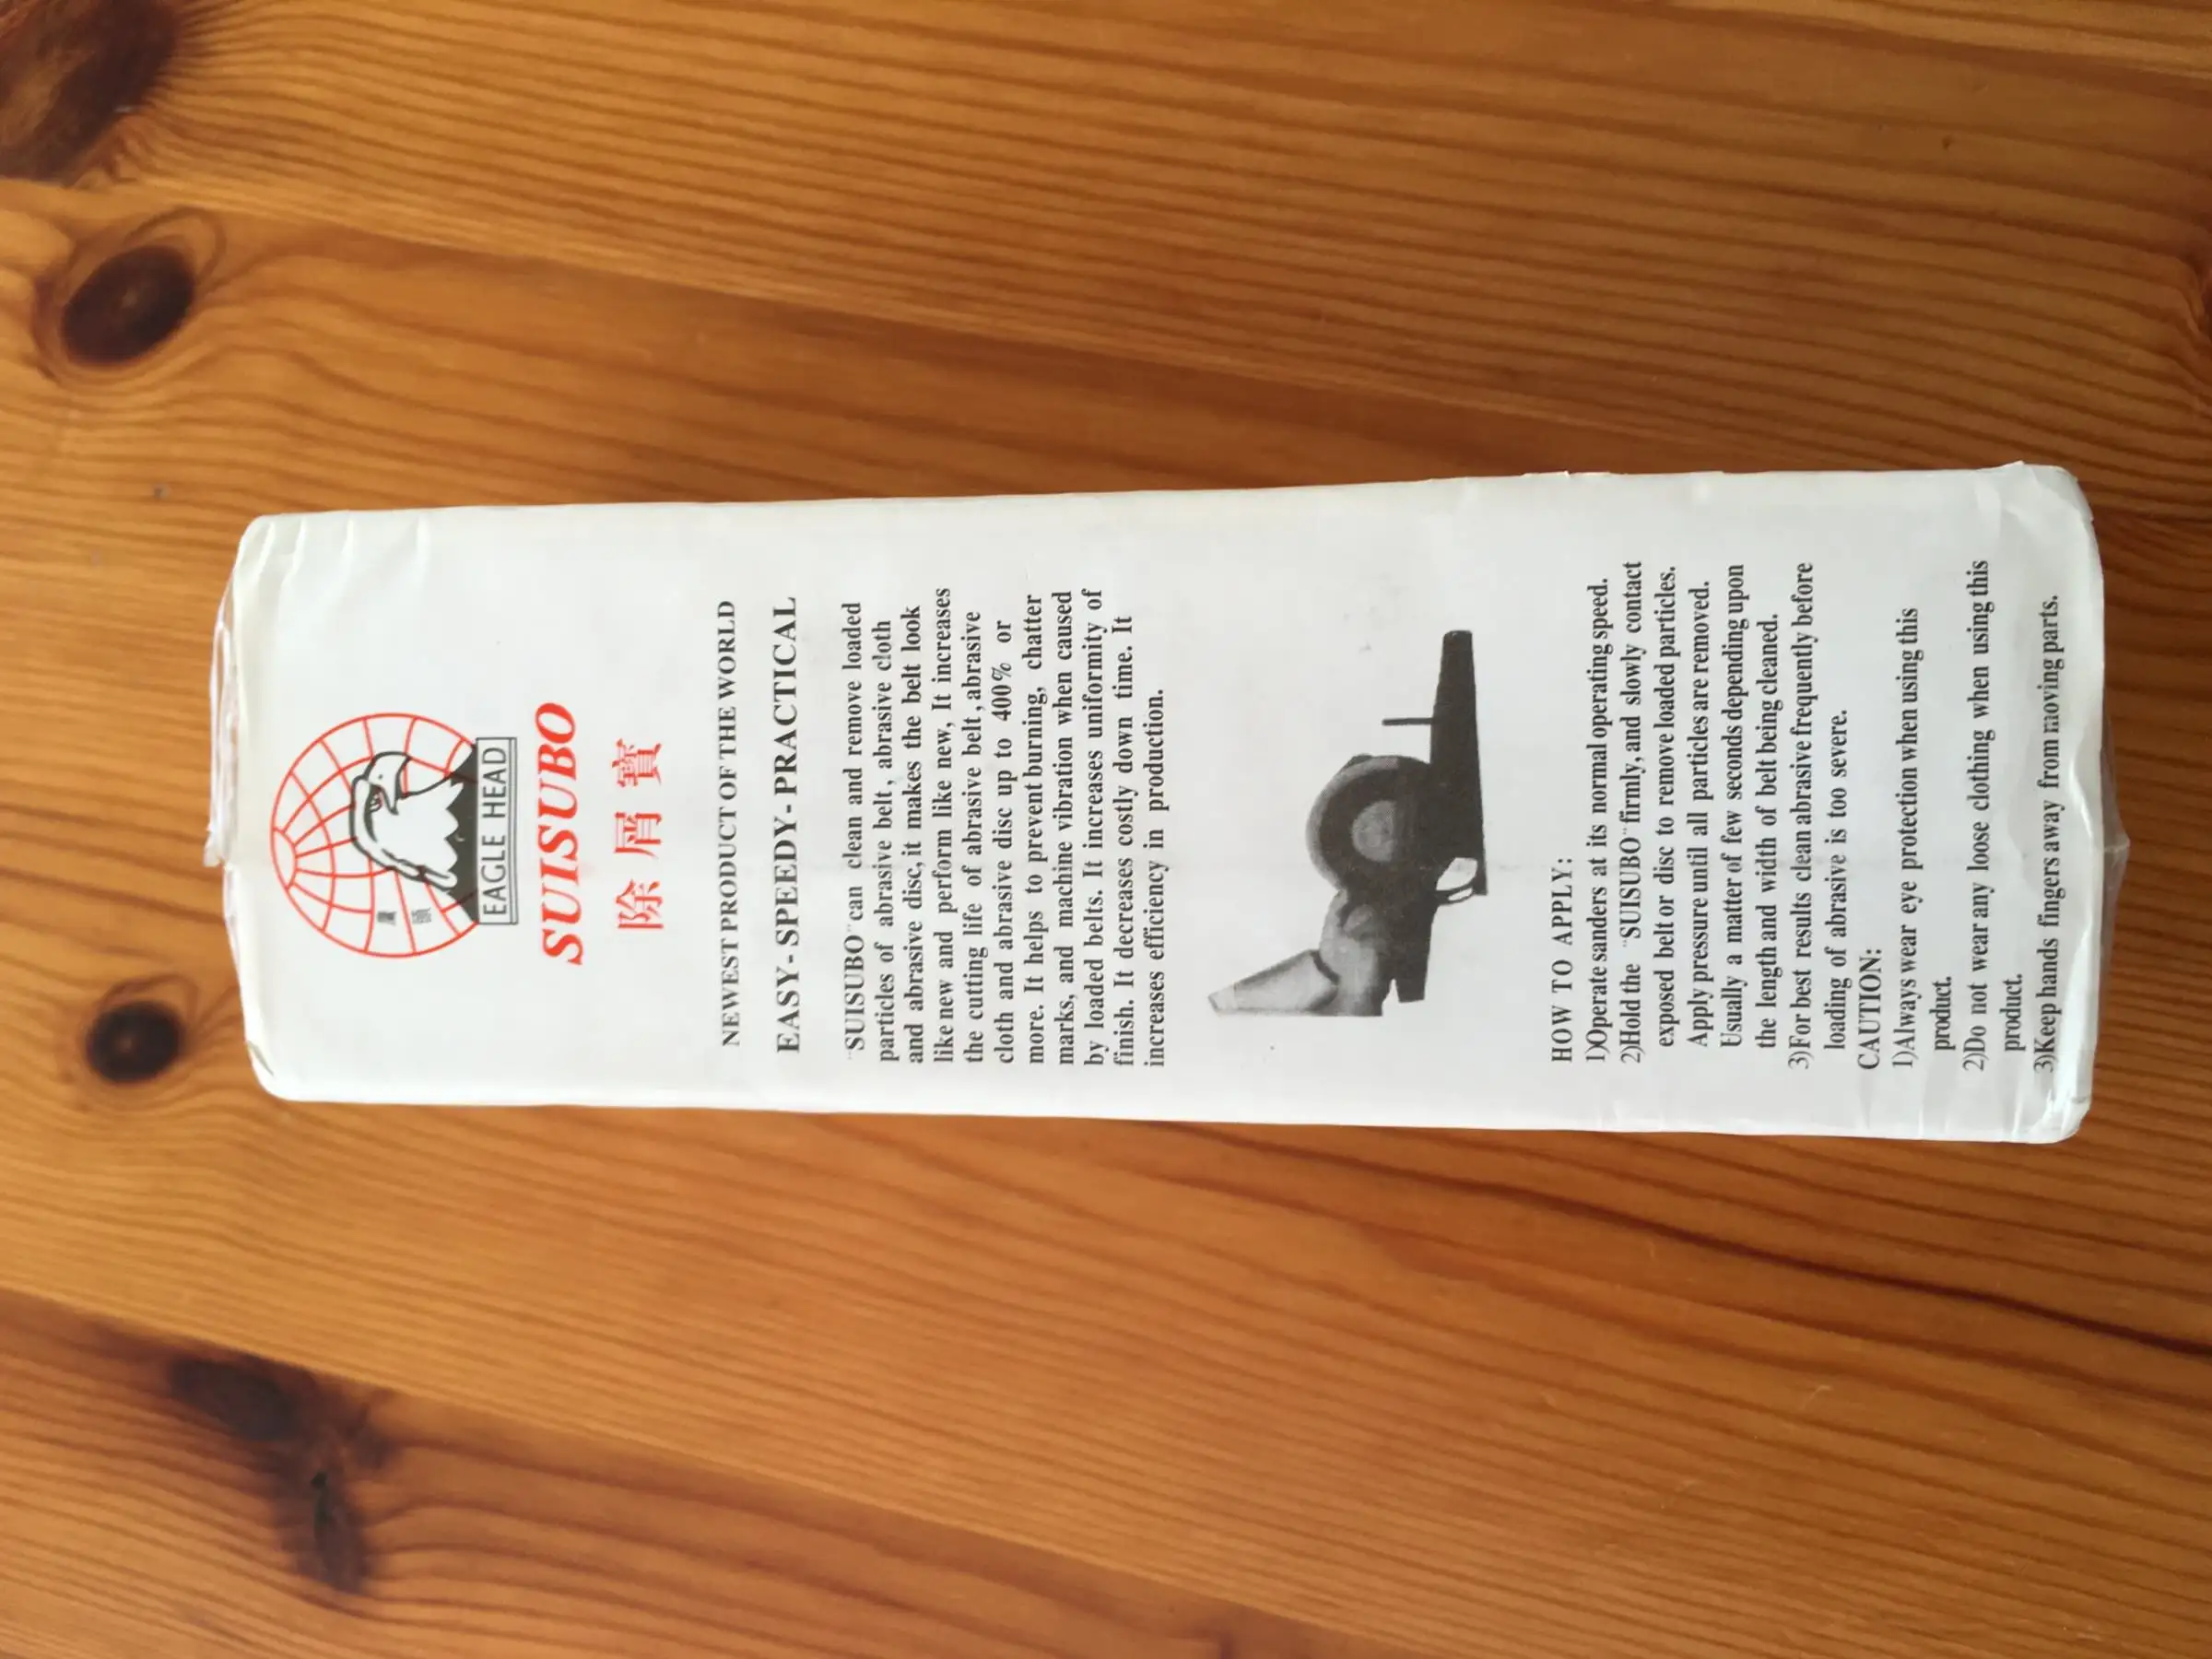 鷹
頭
EAGLE HEAD
SUISUBO
除屑寶
NEWEST PRODUCT OF THE WORLD
EASY - SPEEDY - PRACTICAL
"SUISUBO" can clean and remove loaded
particles of abrasive belt, abrasive cloth
and abrasive disc, it makes the belt look
like new and perform like new, It increases
the cutting life of abrasive belt, abrasive
cloth and abrasive disc up to 400% or
more. It helps to prevent burning, chatter
marks, and machine vibration when caused
by loaded belts. It increases uniformity of
finish. It decreases costly down time. It
increases efficiency in production.
HOW TO APPLY:
1)Operate sanders at its normal operating speed.
2)Hold the "SUISUBO" firmly, and slowly contact
exposed belt or disc to remove loaded particles.
Apply pressure until all particles are removed.
Usually a matter of few seconds depending upon
the length and width of belt being cleaned.
3)For best results clean abrasive frequently before
loading of abrasive is too severe.
CAUTION:
1)Always wear eye protection when using this
product.
2)Do not wear any loose clothing when using this
product.
3)Keep hands fingers away from moving parts.